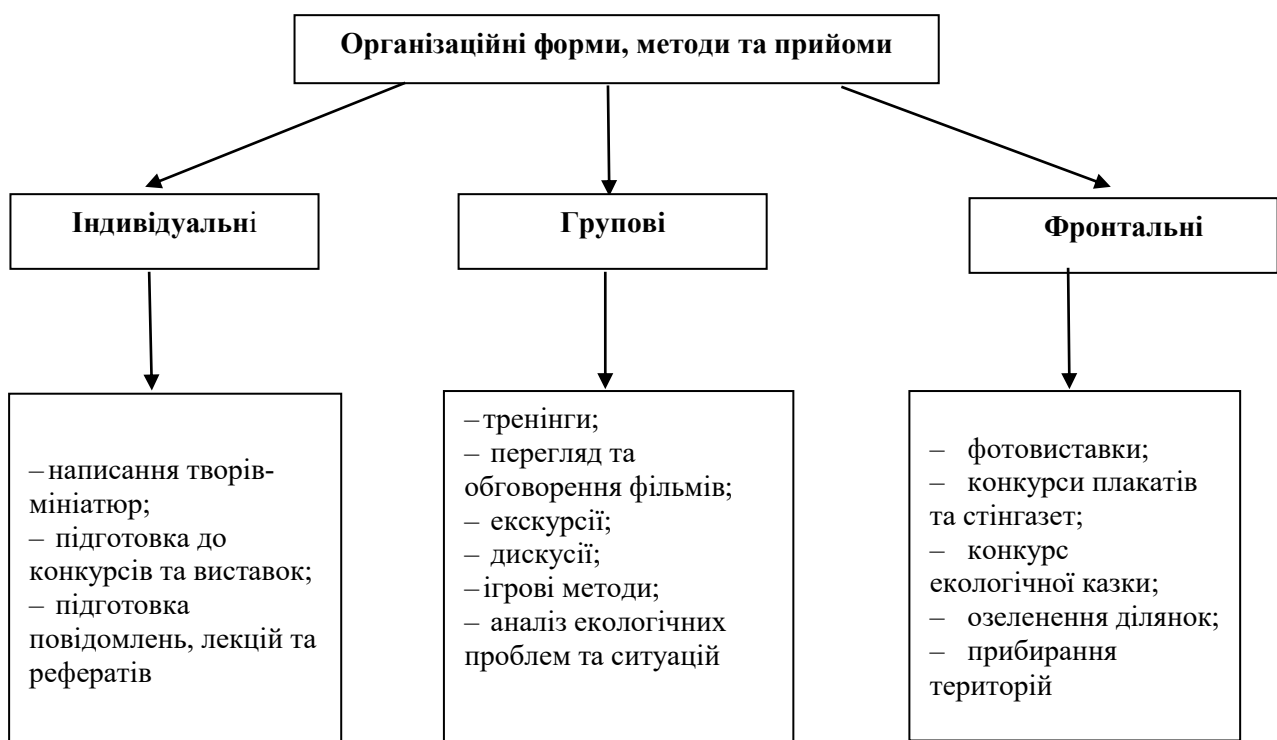 Організаційні форми, методи та прийоми
Індивідуальні
Групові
Фронтальні
–написання творів-
мініатюр;
– підготовка до
конкурсів та виставок;
– підготовка
повідомлень, лекцій та
рефератів
–тренінги;
– перегляд та
обговорення фільмів;
– екскурсії;
– дискусії;
–ігрові методи;
– аналіз екологічних
проблем та ситуацій
– фотовиставки;
– конкурси плакатів
та стінгазет;
– конкурс
екологічної казки;
– озеленення ділянок;
– прибирання
територій